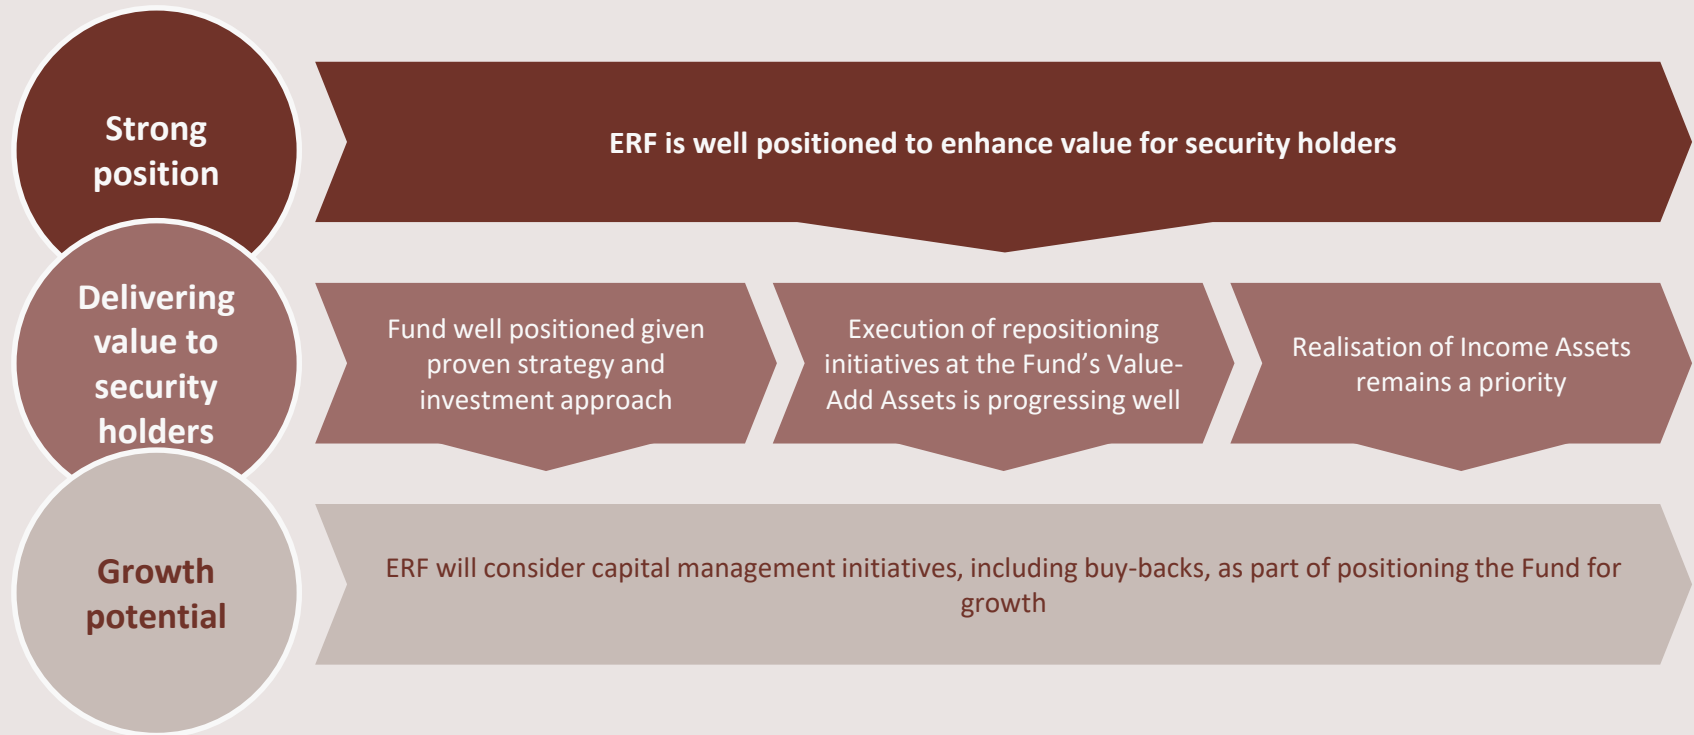 Strong
position
ERF is well positioned to enhance value for security holders
Delivering
value to
security
holders
Fund well positioned given
proven strategy and
investment approach
Execution of repositioning
initiatives at the Fund’s Value-
Add Assets is progressing well
Realisation of Income Assets
remains a priority
Growth
potential
ERF will consider capital management initiatives, including buy-backs, as part of positioning the Fund for
growth